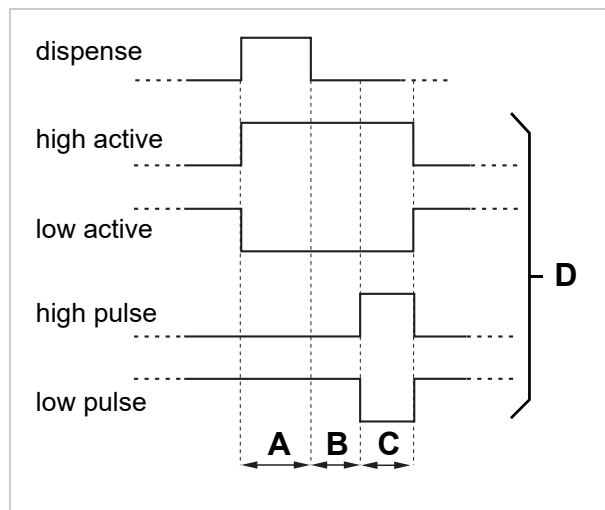 dispense
high active
low active
D
high pulse
low pulse
A B C